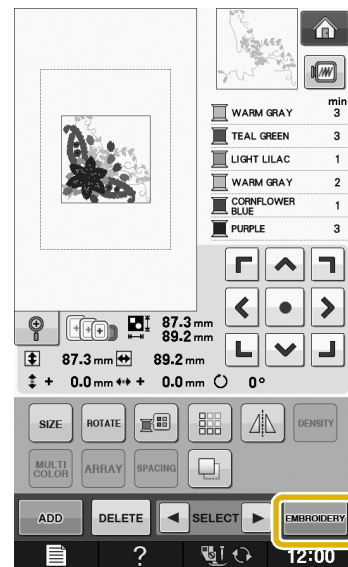 min
WARM GRAY 3
TEAL GREEN 3
LIGHT LILAC 1
WARM GRAY 2
CORNFLOWER
BLUE 1
PURPLE 3
87.3 mm
89.2 mm
87.3 mm 89.2 mm
+ 0.0 mm + 0.0 mm 0°
SIZE ROTATE DENSITY
MULTI
COLOR ARRAY SPACING
ADD DELETE SELECT EMBROIDERY
? 12:00